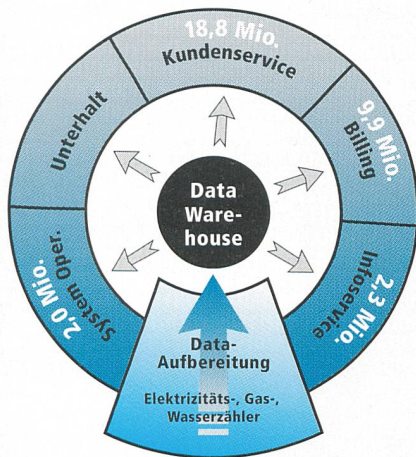 18,8 Mio.
Kundenservice
9,9 Mio.
Billing
2,3 Mio.
Infoservice
Unterhalt
2,0 Mio.
System Oper.
Data
Ware-
house
Data-
Aufbereitung
Elektrizitäts-, Gas-,
Wasserzähler